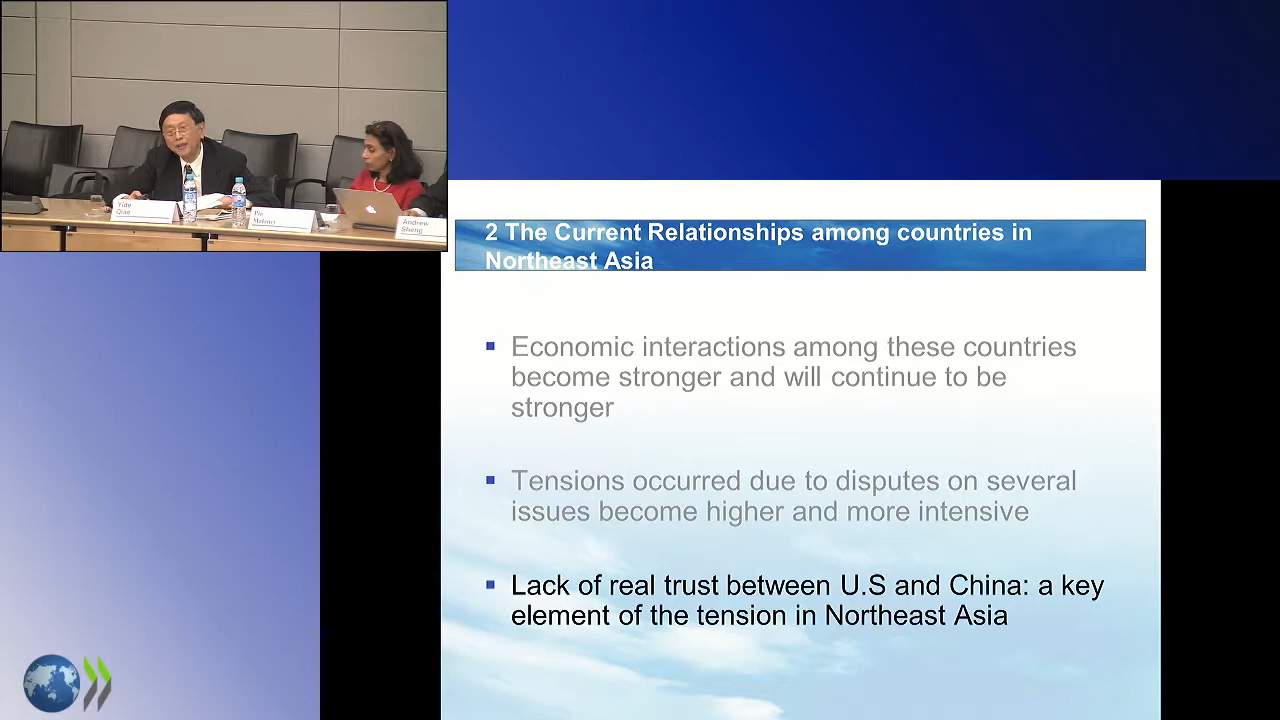 Yide
Qiao
Pia
Malaney
Andrew
Sheng
2 The Current Relationships among countries in
Northeast Asia
▪ Economic interactions among these countries
become stronger and will continue to be
stronger
▪ Tensions occurred due to disputes on several
issues become higher and more intensive
▪ Lack of real trust between U.S and China: a key
element of the tension in Northeast Asia